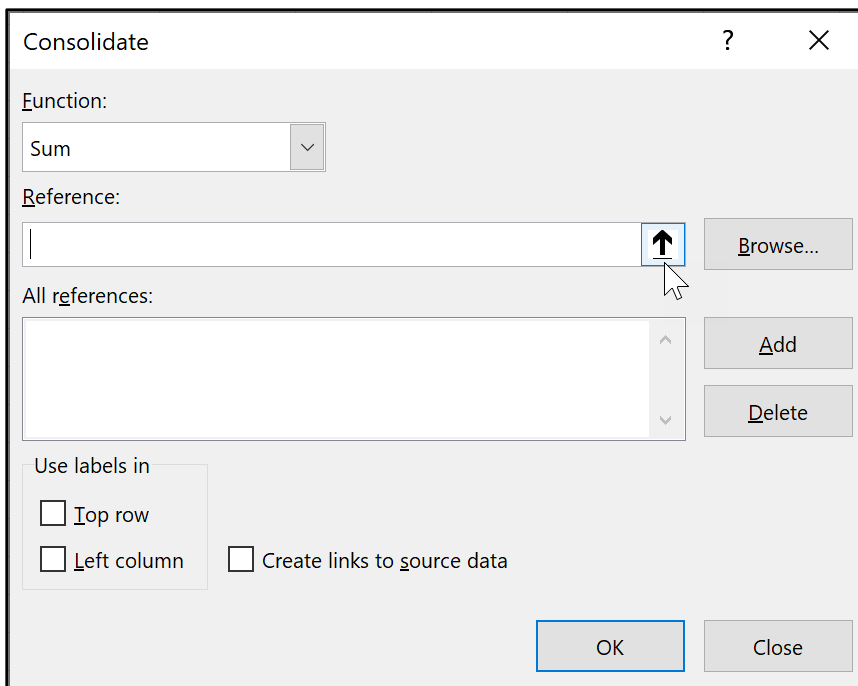 Consolidate ?
Function:
Sum
Reference:
Browse...
All references:
Add
Delete
Use labels in
Top row
Left column
Create links to source data
OK
Close